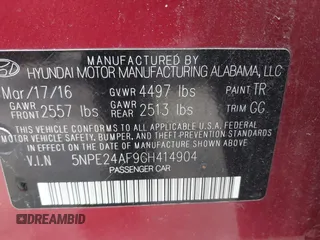 MANUFACTURED BY
HYUNDAI MOTOR MANUFACTURING ALABAMA, LLC
Mar/17/16 GVWR 4497 lbs PAINT TR
GAWR FRONT 2557 lbs GAWR REAR 2513 lbs TRIM GG
THIS VEHICLE CONFORMS TO ALL APPLICABLE FEDERAL MOTOR VEHICLE SAFETY, BUMPER, AND THEFT PREVENTION STANDARDS IN EFFECT ON THE DATE OF MANUFACTURE SHOWN ABOVE.
V.I.N 5NPE24AF9GH414904
PASSENGER CAR
DREAMBID